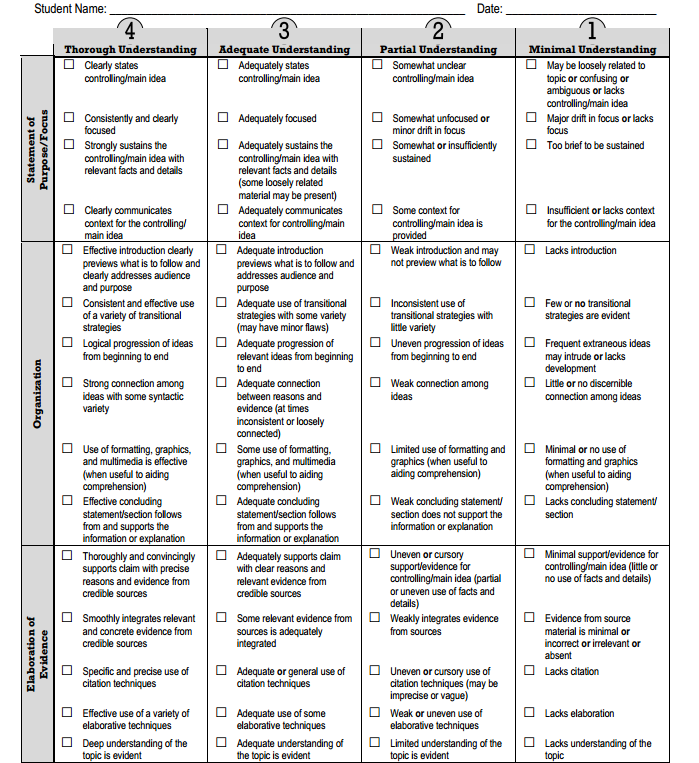 Student Name: Date:
4
Thorough Understanding
3
Adequate Understanding
2
Partial Understanding
1
Minimal Understanding
Statement of
Purpose/Focus
Clearly states
controlling/main idea
Adequately states
controlling/main idea
Somewhat unclear
controlling/main idea
May be loosely related to
topic or confusing or
ambiguous or lacks
controlling/main idea
Consistently and clearly
focused
Adequately focused
Somewhat unfocused or
minor drift in focus
Major drift in focus or lacks
focus
Strongly sustains the
controlling/main idea with
relevant facts and details
Adequately sustains the
controlling/main idea with
relevant facts and details
(some loosely related
material may be present)
Somewhat or insufficiently
sustained
Too brief to be sustained
Clearly communicates
context for the controlling/
main idea
Adequately communicates
context for controlling/main
idea
Some context for
controlling/main idea is
provided
Insufficient or lacks context
for the controlling/main idea
Organization
Effective introduction clearly
previews what is to follow and
clearly addresses audience
and purpose
Adequate introduction
previews what is to follow and
addresses audience and
purpose
Weak introduction and may
not preview what is to follow
Lacks introduction
Consistent and effective use
of a variety of transitional
strategies
Adequate use of transitional
strategies with some variety
(may have minor flaws)
Inconsistent use of
transitional strategies with
little variety
Few or no transitional
strategies are evident
Logical progression of ideas
from beginning to end
Adequate progression of
relevant ideas from beginning
to end
Uneven progression of ideas
from beginning to end
Frequent extraneous ideas
may intrude or lacks
development
Strong connection among
ideas with some syntactic
variety
Adequate connection
between reasons and
evidence (at times
inconsistent or loosely
connected)
Weak connection among
ideas
Little or no discernible
connection among ideas
Use of formatting, graphics,
and multimedia is effective
(when useful to aiding
comprehension)
Some use of formatting,
graphics, and multimedia
(when useful to aiding
comprehension)
Limited use of formatting and
graphics (when useful to
aiding comprehension)
Minimal or no use of
formatting and graphics
(when useful to aiding
comprehension)
Effective concluding
statement/section follows
from and supports the
information or explanation
Adequate concluding
statement/section follows
from and supports the
information or explanation
Weak concluding statement/
section does not support the
information or explanation
Lacks concluding statement/
section
Elaboration of
Evidence
Thoroughly and convincingly
supports claim with precise
reasons and evidence from
credible sources
Adequately supports claim
with clear reasons and
relevant evidence from
credible sources
Uneven or cursory
support/evidence for
controlling/main idea (partial
or uneven use of facts and
details)
Minimal support/evidence for
controlling/main idea (little or
no use of facts and details)
Smoothly integrates relevant
and concrete evidence from
credible sources
Some relevant evidence from
sources is adequately
integrated
Weakly integrates evidence
from sources
Evidence from source
material is minimal or
incorrect or irrelevant or
absent
Specific and precise use of
citation techniques
Adequate or general use of
citation techniques
Uneven or cursory use of
citation techniques (may be
imprecise or vague)
Lacks citation
Effective use of a variety of
elaborative techniques
Adequate use of some
elaborative techniques
Weak or uneven use of
elaborative techniques
Lacks elaboration
Deep understanding of the
topic is evident
Adequate understanding of
the topic is evident
Limited understanding of the
topic is evident
Lacks understanding of the
topic